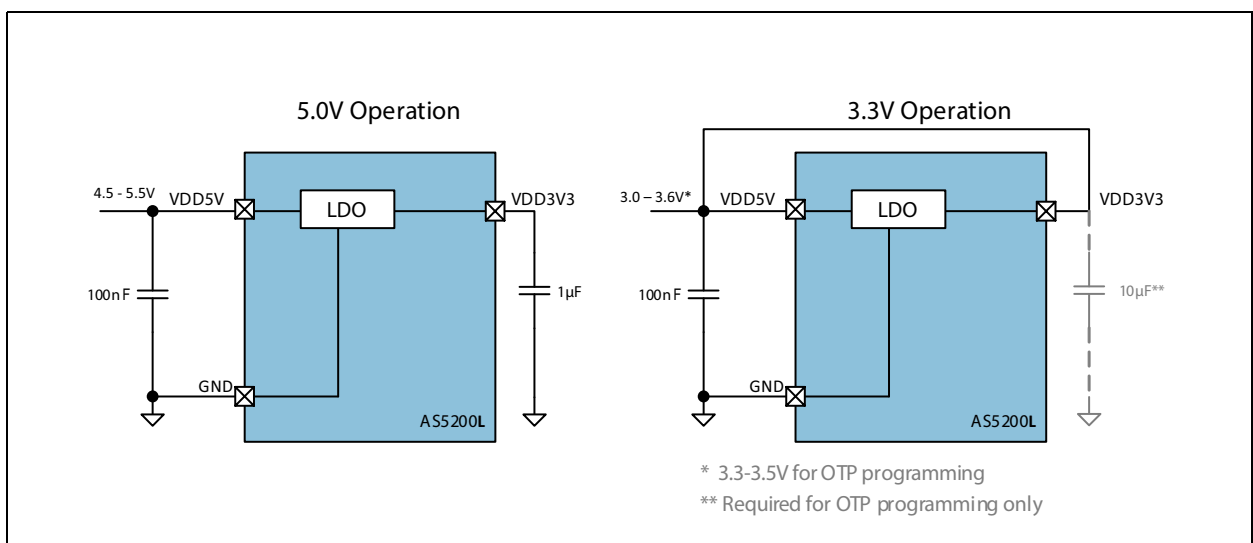 5.0V Operation
4.5 - 5.5V
VDD5V
LDO
VDD3V3
100nF
1µF
GND
AS5200L
3.3V Operation
3.0 – 3.6V*
VDD5V
LDO
VDD3V3
100nF
10µF**
GND
AS5200L
* 3.3-3.5V for OTP programming
** Required for OTP programming only